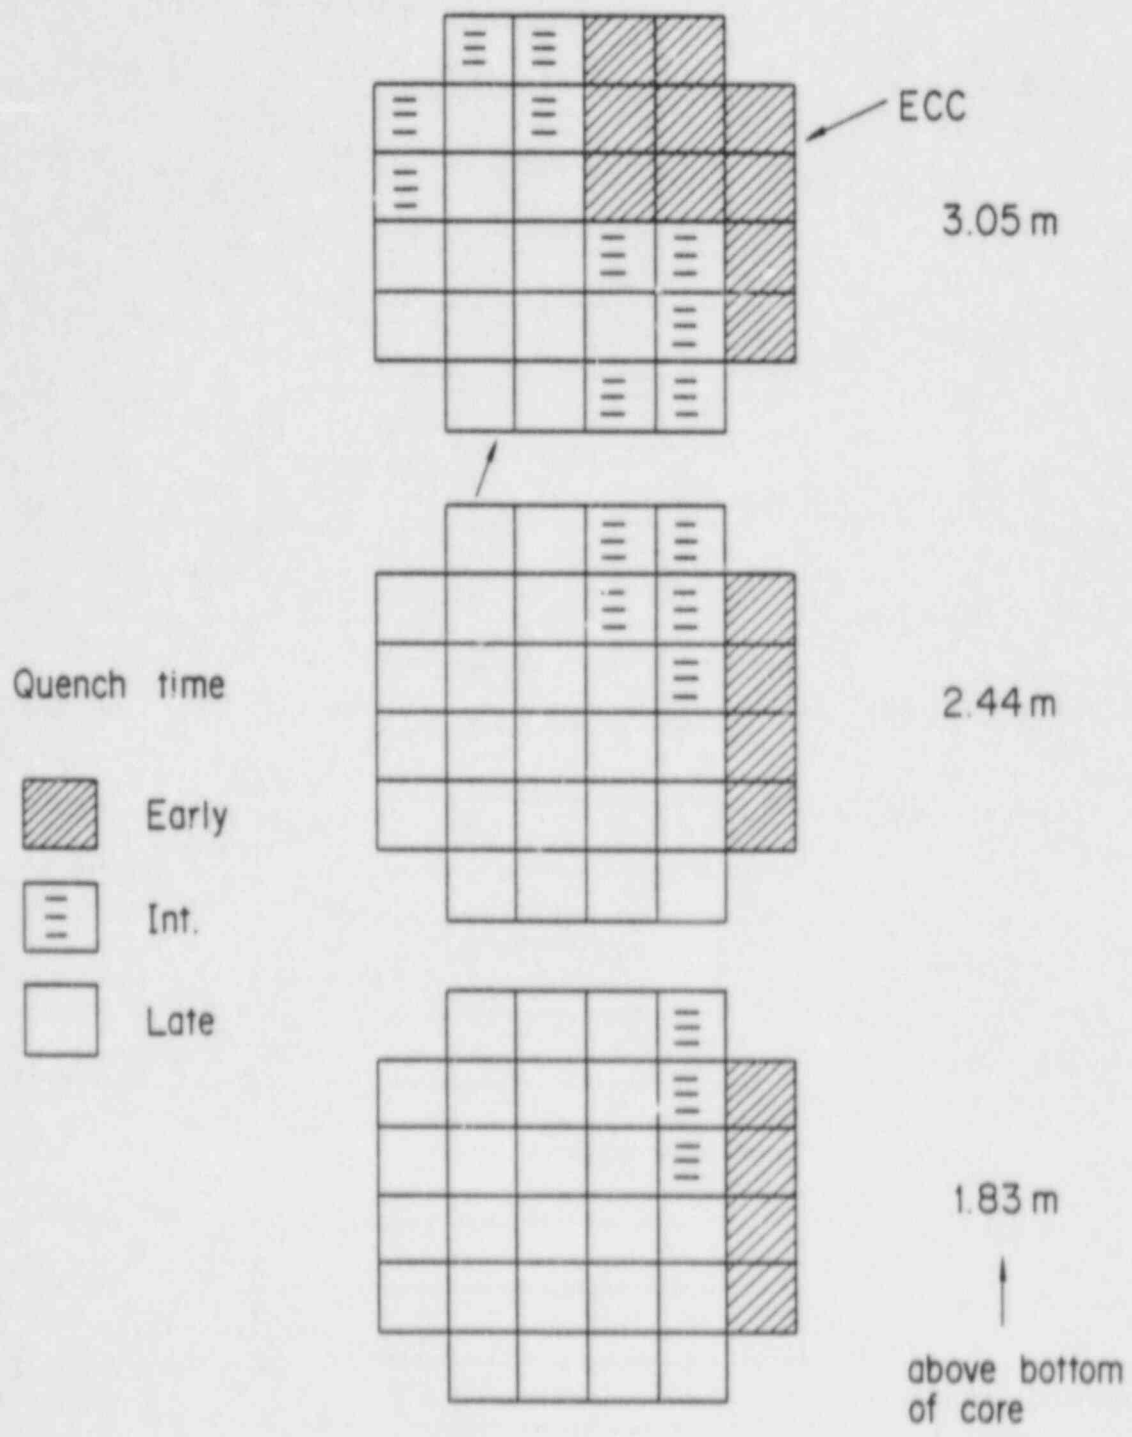 ECC
3.05 m
Quench time
2.44 m
Early
Int.
Late
1.83 m
above bottom
of core